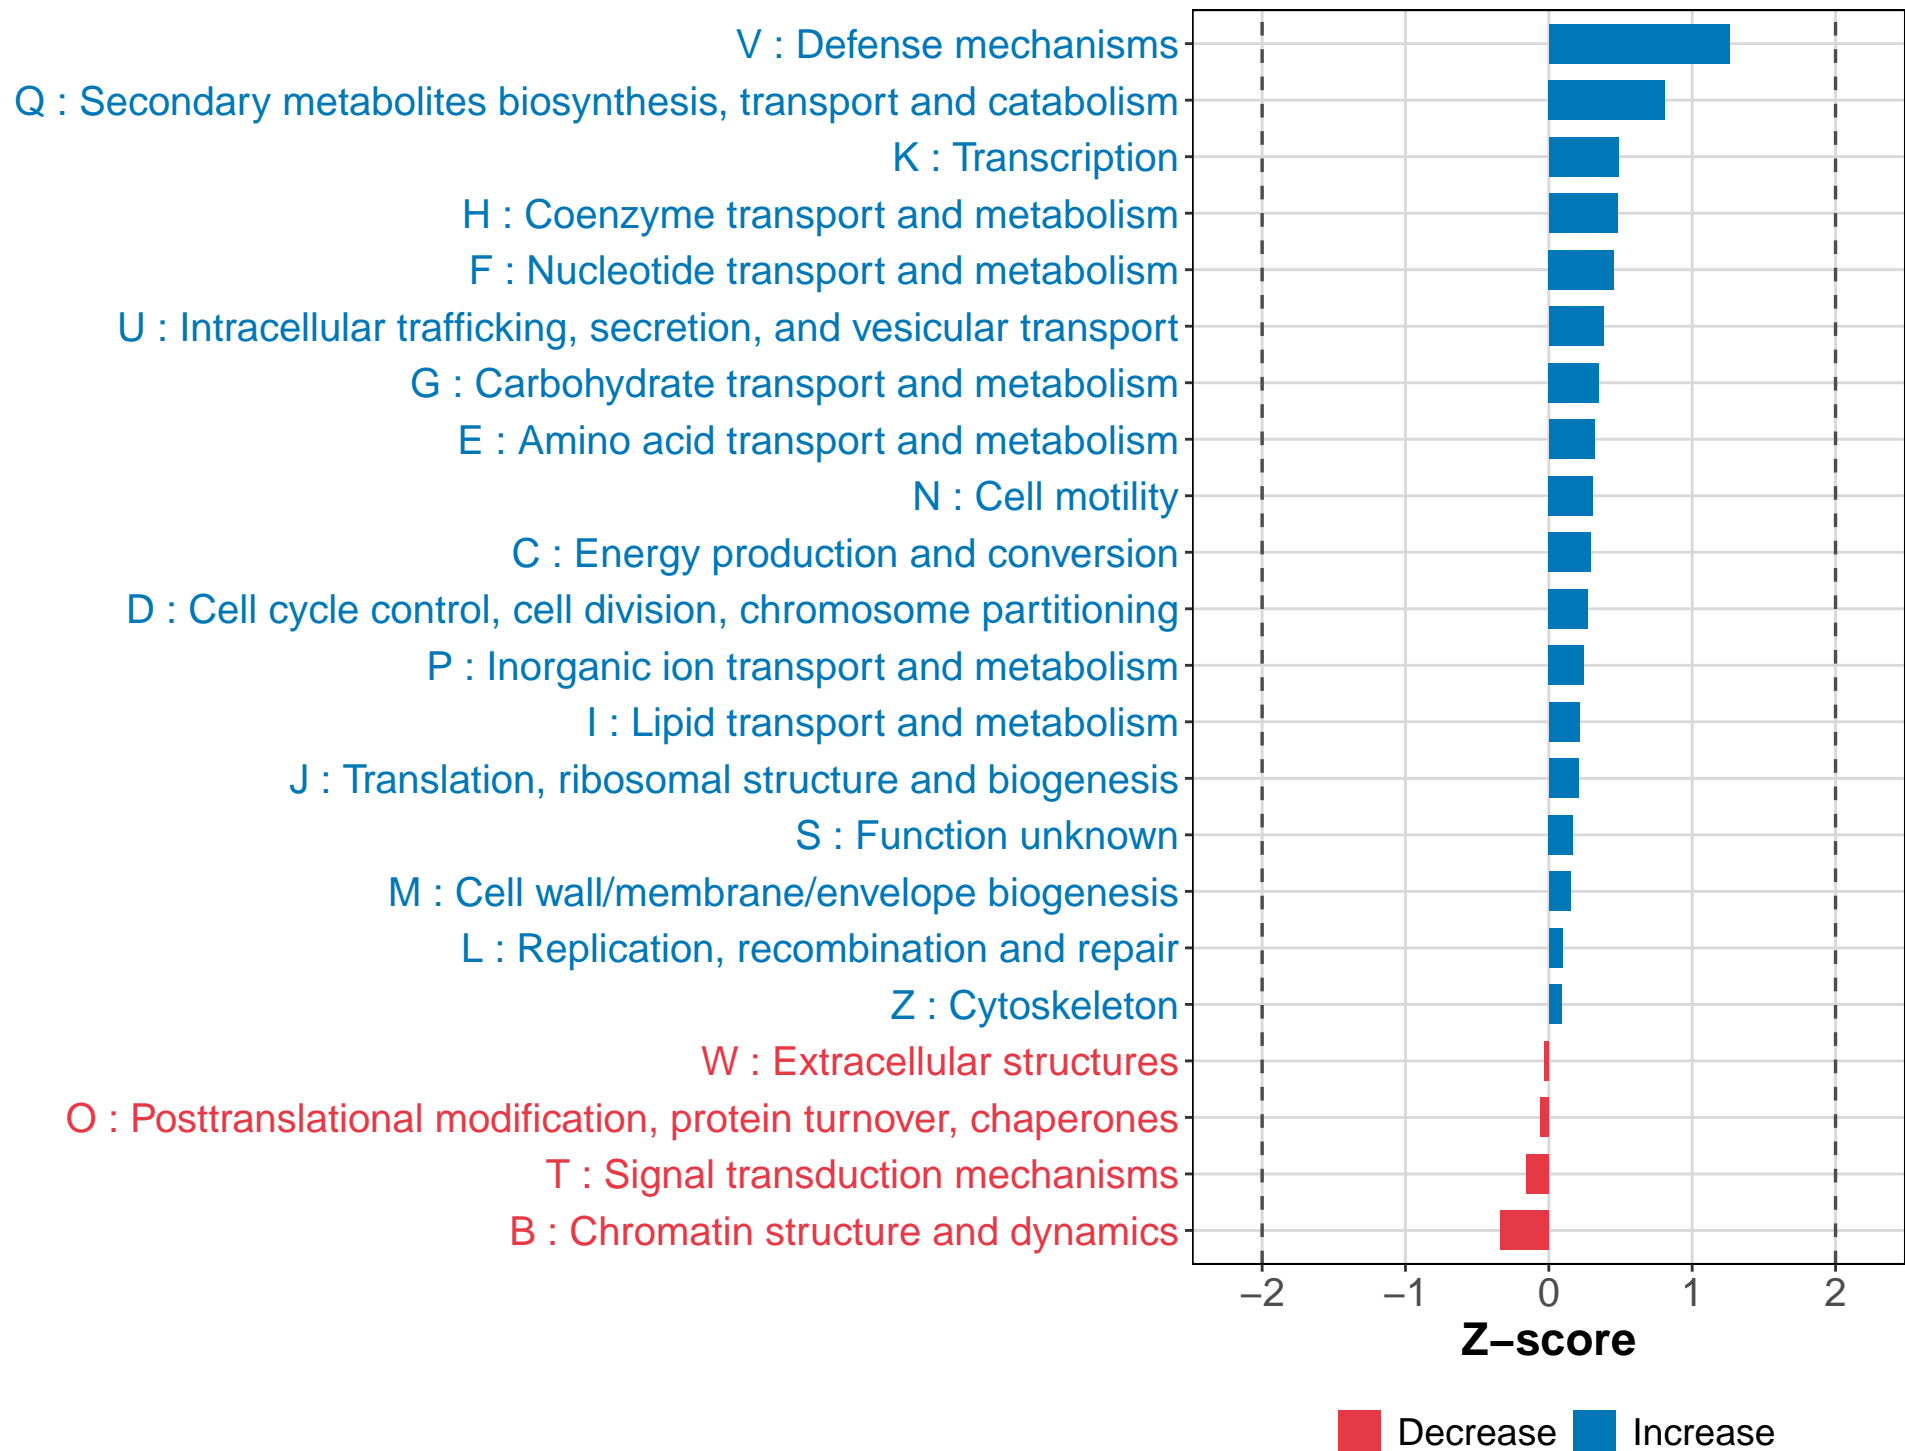 V : Defense mechanisms
Q : Secondary metabolites biosynthesis, transport and catabolism
K : Transcription
H : Coenzyme transport and metabolism
F : Nucleotide transport and metabolism
U : Intracellular trafficking, secretion, and vesicular transport
G : Carbohydrate transport and metabolism
E : Amino acid transport and metabolism
N : Cell motility
C : Energy production and conversion
D : Cell cycle control, cell division, chromosome partitioning
P : Inorganic ion transport and metabolism
I : Lipid transport and metabolism
J : Translation, ribosomal structure and biogenesis
S : Function unknown
M : Cell wall/membrane/envelope biogenesis
L : Replication, recombination and repair
Z : Cytoskeleton
W : Extracellular structures
O : Posttranslational modification, protein turnover, chaperones
T : Signal transduction mechanisms
B : Chromatin structure and dynamics
−2 −1 0 1 2
Z−score
Decrease Increase